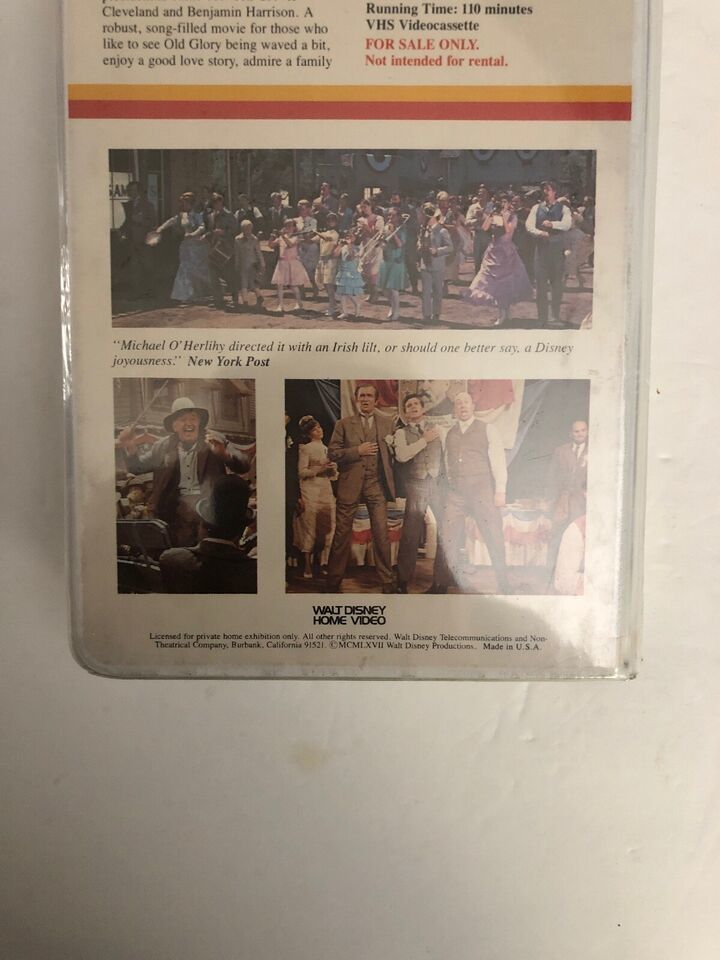 Cleveland and Benjamin Harrison. A
robust, song-filled movie for those who
like to see Old Glory being waved a bit,
enjoy a good love story, admire a family
Running Time: 110 minutes
VHS Videocassette
FOR SALE ONLY.
Not intended for rental.
"Michael O'Herlihy directed it with an Irish lilt, or should one better say, a Disney
joyousness." New York Post
WALT DISNEY
HOME VIDEO
Licensed for private home exhibition only. All other rights reserved. Walt Disney Telecommunications and Non-
Theatrical Company, Burbank, California 91521. ©MCMLXVII Walt Disney Productions. Made in U.S.A.